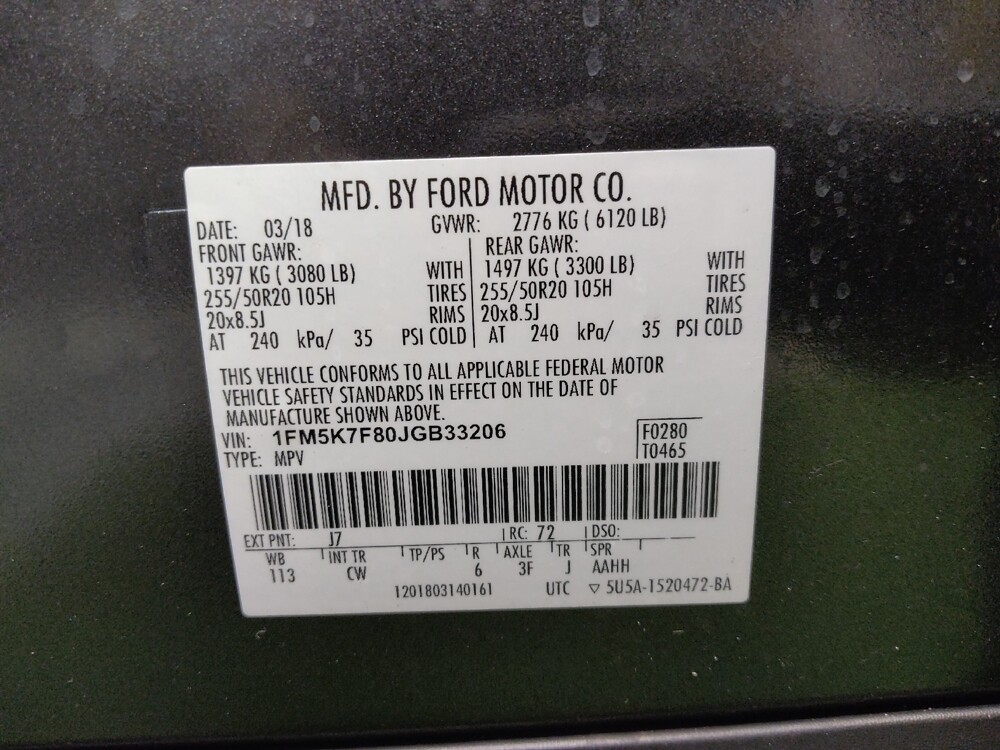 MFD. BY FORD MOTOR CO.
DATE: 03/18 GVWR: 2776 KG ( 6120 LB)
FRONT GAWR: REAR GAWR:
1397 KG ( 3080 LB) WITH 1497 KG ( 3300 LB) WITH
255/50R20 105H TIRES 255/50R20 105H TIRES
20x8.5J RIMS 20x8.5J RIMS
AT 240 kPa/ 35 PSI COLD AT 240 kPa/ 35 PSI COLD
THIS VEHICLE CONFORMS TO ALL APPLICABLE FEDERAL MOTOR
VEHICLE SAFETY STANDARDS IN EFFECT ON THE DATE OF
MANUFACTURE SHOWN ABOVE.
VIN: 1FM5K7F80JGB33206 F0280
TYPE: MPV T0465
EXT PNT: J7 RC: 72 DSO:
WB INT TR TP/PS R AXLE TR SPR
113 CW 6 3F J AAHH
1201803140161 UTC ▽ 5U5A-1520472-BA